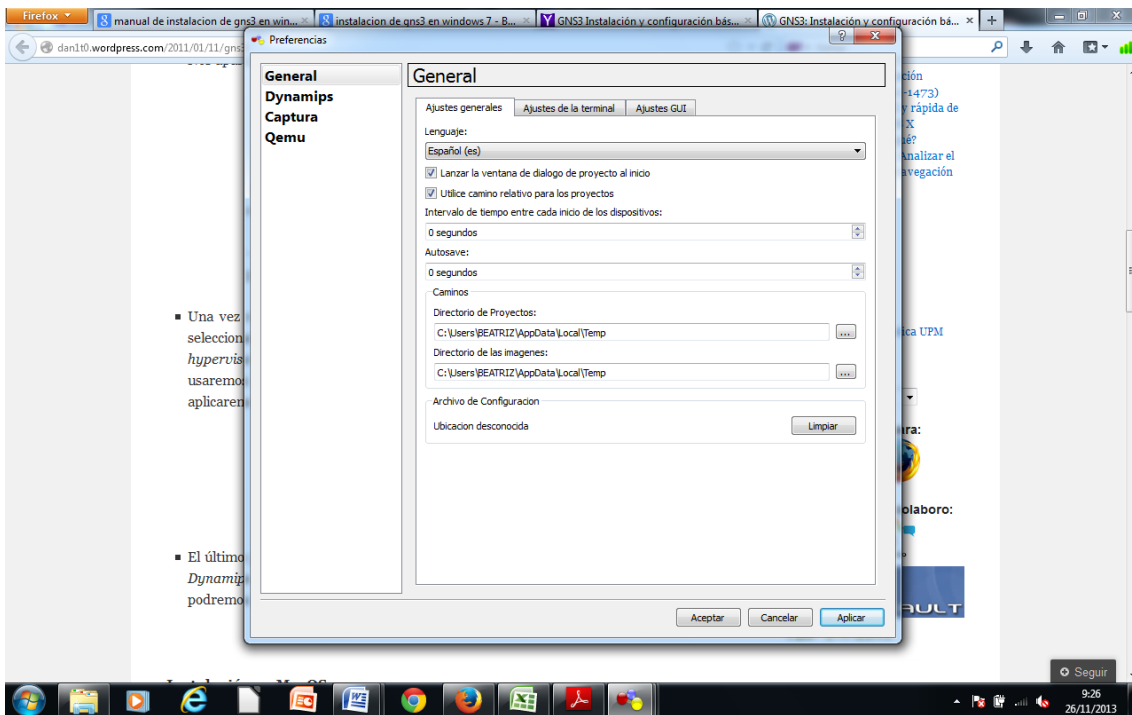 Firefox
manual de instalacion de gns3 en win...
instalacion de gns3 en windows 7 - B...
GNS3 Instalación y configuración bás...
GNS3: Instalación y configuración bá...
dan1t0.wordpress.com/2011/01/11/gns
Preferencias
General
Dynamips
Captura
Qemu
General
Ajustes generales
Ajustes de la terminal
Ajustes GUI
Lenguaje:
Español (es)
Lanzar la ventana de dialogo de proyecto al inicio
Utilice camino relativo para los proyectos
Intervalo de tiempo entre cada inicio de los dispositivos:
0 segundos
Autosave:
0 segundos
Caminos
Directorio de Proyectos:
C:\Users\BEATRIZ\AppData\Local\Temp
...
Directorio de las imagenes:
C:\Users\BEATRIZ\AppData\Local\Temp
...
Archivo de Configuracion
Ubicacion desconocida
Limpiar
Aceptar
Cancelar
Aplicar
Una vez
seleccion
hypervis
usaremo
aplicaren
El último
Dynamip
podremo
ción
-1473)
y rápida de
X
ué?
Analizar el
avegación
ica UPM
ara:
olaboro:
AULT
Seguir
9:26
26/11/2013